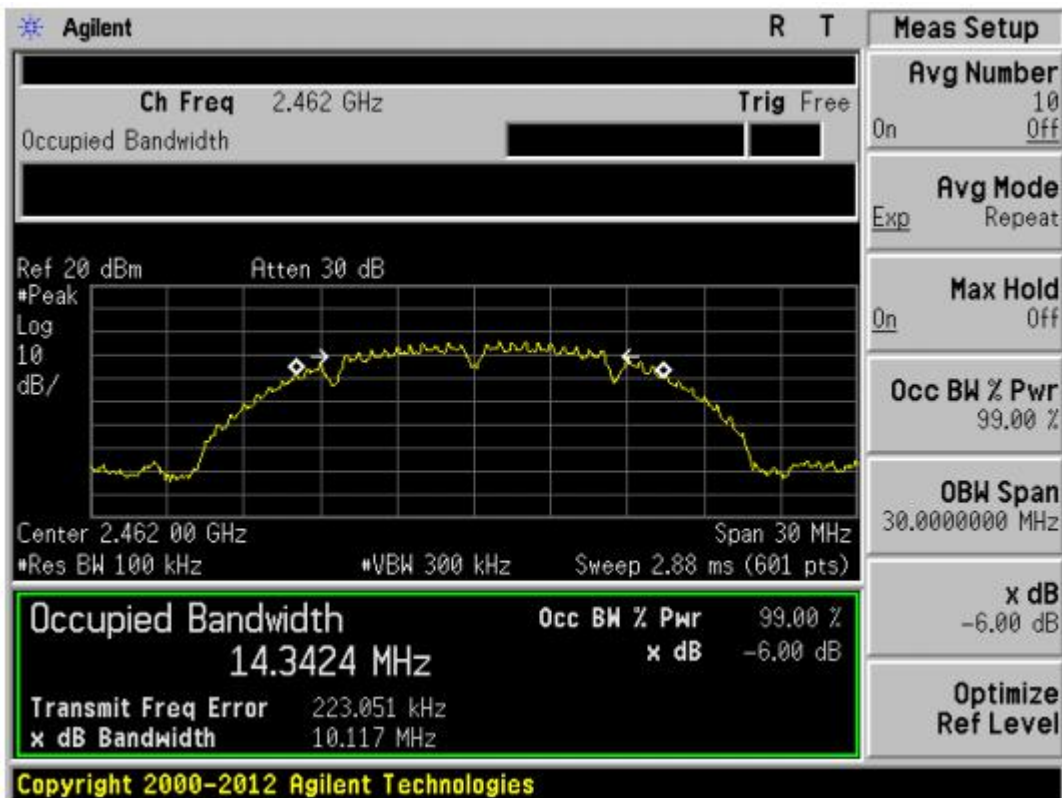 Agilent R T
Ch Freq 2.462 GHz Trig Free
Occupied Bandwidth
Ref 20 dBm Atten 30 dB
#Peak
Log
10
dB/
Center 2.462 00 GHz Span 30 MHz
#Res BW 100 kHz #VBW 300 kHz Sweep 2.88 ms (601 pts)
Occupied Bandwidth Occ BW % Pwr 99.00 %
14.3424 MHz x dB -6.00 dB
Transmit Freq Error 223.051 kHz
x dB Bandwidth 10.117 MHz
Copyright 2000-2012 Agilent Technologies
Meas Setup
Avg Number
10
On Off
Avg Mode
Exp Repeat
Max Hold
On Off
Occ BW % Pwr
99.00 %
OBW Span
30.0000000 MHz
x dB
-6.00 dB
Optimize
Ref Level